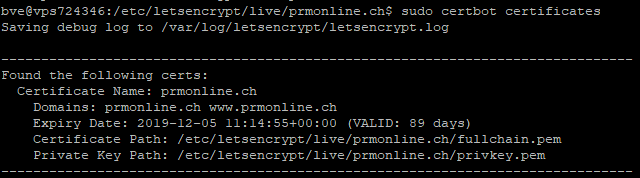 bve@vps724346:/etc/letsencrypt/live/prmonline.ch$ sudo certbot certificates
Saving debug log to /var/log/letsencrypt/letsencrypt.log
- - - - - - - - - - - - - - - - - - - - - - - - - - - - - - - - - - - - - - - -
Found the following certs:
  Certificate Name: prmonline.ch
    Domains: prmonline.ch www.prmonline.ch
    Expiry Date: 2019-12-05 11:14:55+00:00 (VALID: 89 days)
    Certificate Path: /etc/letsencrypt/live/prmonline.ch/fullchain.pem
    Private Key Path: /etc/letsencrypt/live/prmonline.ch/privkey.pem
- - - - - - - - - - - - - - - - - - - - - - - - - - - - - - - - - - - - - - - -